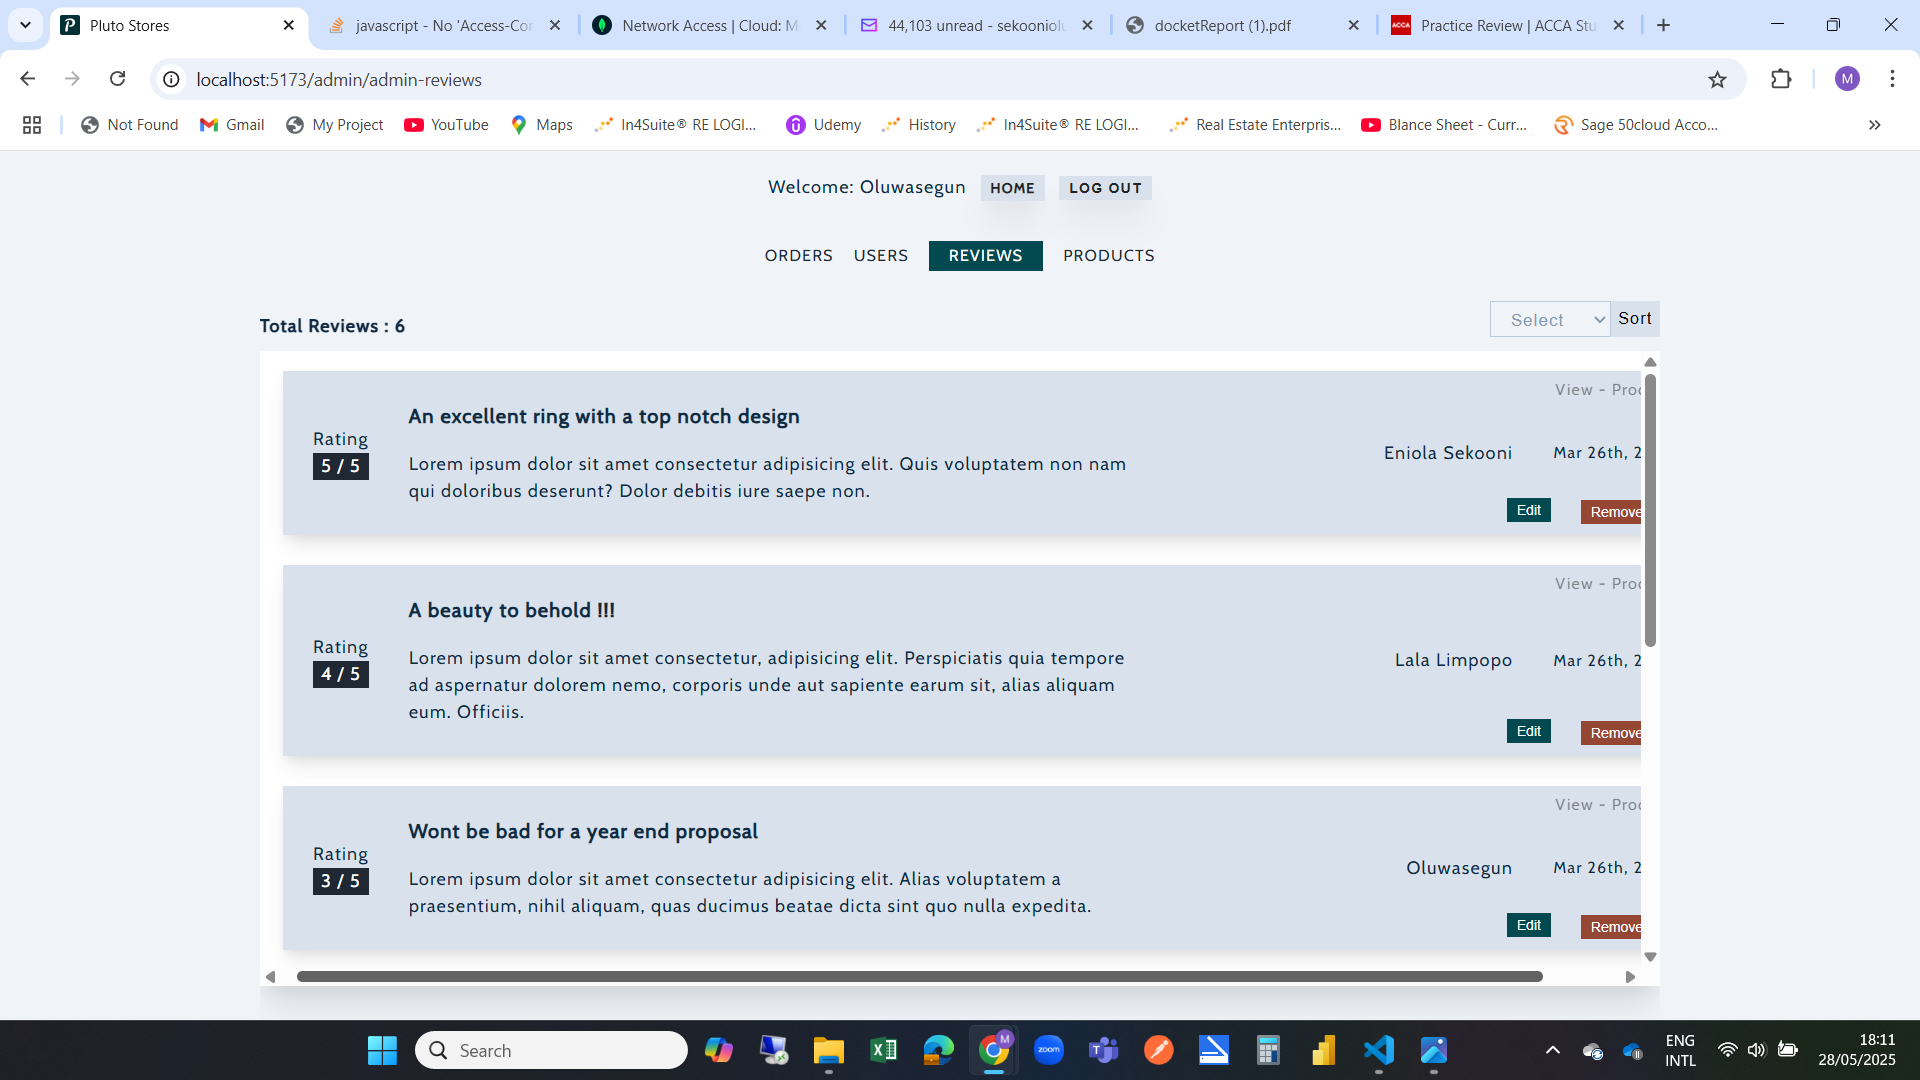 Pluto Stores
javascript - No 'Access-Cor
Network Access | Cloud: M
44,103 unread - sekooniolu
docketReport (1).pdf
ACCA
Practice Review | ACCA Stu
localhost:5173/admin/admin-reviews
M
Not Found
Gmail
My Project
YouTube
Maps
In4Suite® RE LOGI...
Udemy
History
In4Suite® RE LOGI...
Real Estate Enterpris...
Blance Sheet - Curr...
Sage 50cloud Acco...
Welcome: Oluwasegun
HOME
LOG OUT
ORDERS
USERS
REVIEWS
PRODUCTS
Total Reviews : 6
Select
Sort
View - Proc
An excellent ring with a top notch design
Rating
5 / 5
Lorem ipsum dolor sit amet consectetur adipisicing elit. Quis voluptatem non nam
qui doloribus deserunt? Dolor debitis iure saepe non.
Eniola Sekooni
Mar 26th, 2
Edit
Remove
View - Proc
A beauty to behold !!!
Rating
4 / 5
Lorem ipsum dolor sit amet consectetur, adipisicing elit. Perspiciatis quia tempore
ad aspernatur dolorem nemo, corporis unde aut sapiente earum sit, alias aliquam
eum. Officiis.
Lala Limpopo
Mar 26th, 2
Edit
Remove
View - Proc
Wont be bad for a year end proposal
Rating
3 / 5
Lorem ipsum dolor sit amet consectetur adipisicing elit. Alias voluptatem a
praesentium, nihil aliquam, quas ducimus beatae dicta sint quo nulla expedita.
Oluwasegun
Mar 26th, 2
Edit
Remove
Search
M
zoom
ENG
INTL
18:11
28/05/2025